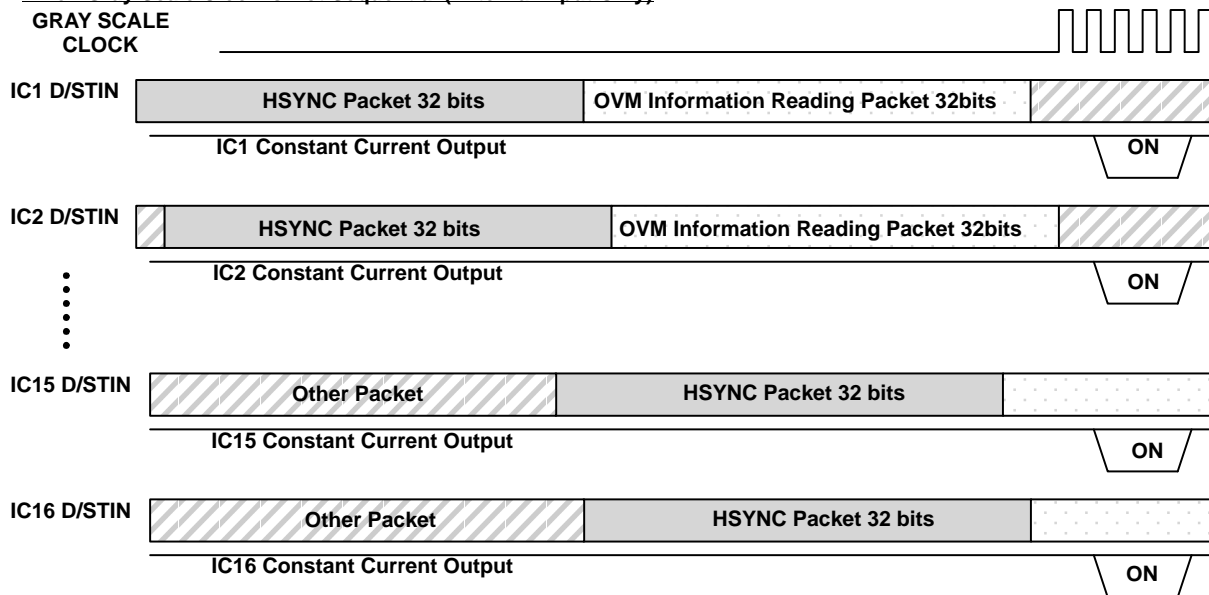 GRAY SCALE
CLOCK
IC1 D/STIN
HSYNC Packet 32 bits
OVM Information Reading Packet 32bits
IC1 Constant Current Output
ON
IC2 D/STIN
HSYNC Packet 32 bits
OVM Information Reading Packet 32bits
IC2 Constant Current Output
ON
IC15 D/STIN
Other Packet
HSYNC Packet 32 bits
IC15 Constant Current Output
ON
IC16 D/STIN
Other Packet
HSYNC Packet 32 bits
IC16 Constant Current Output
ON